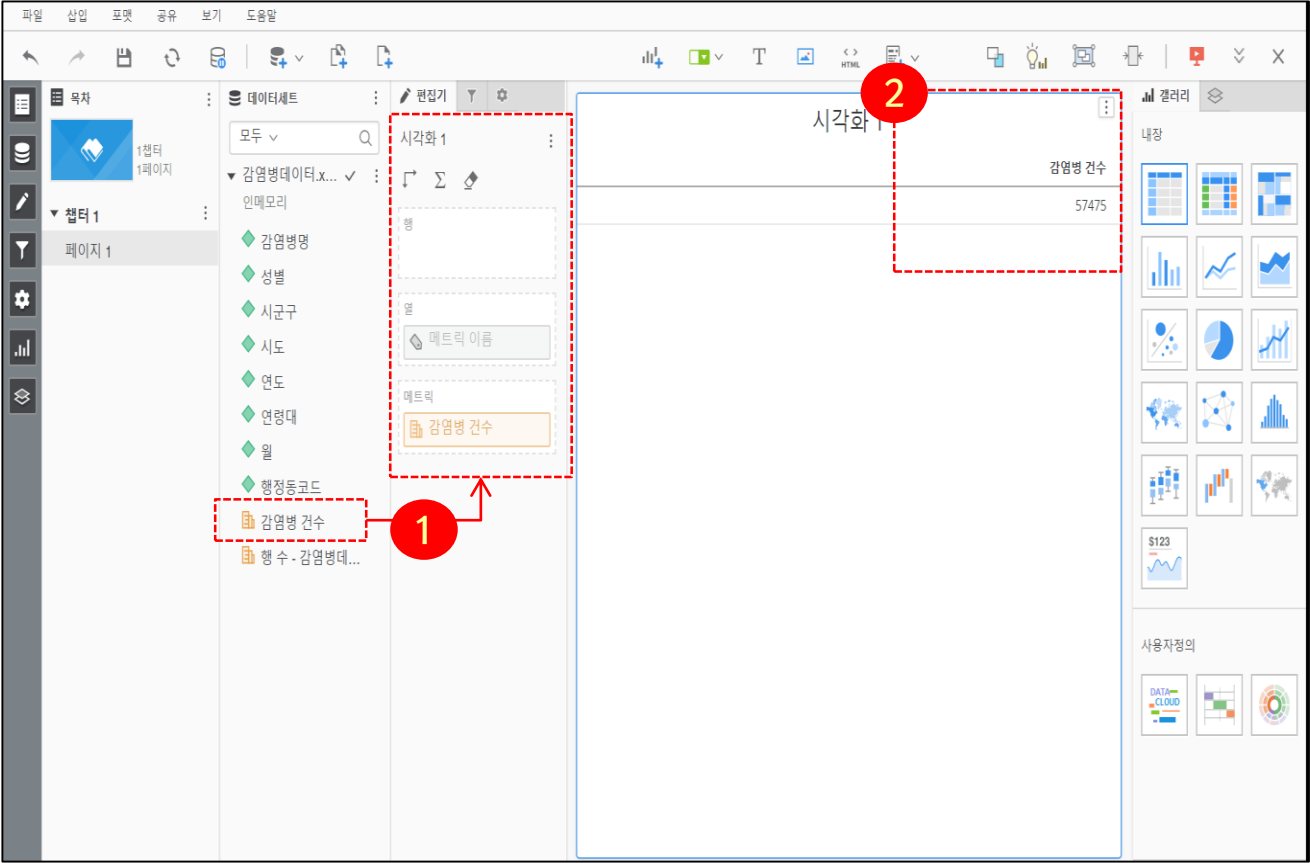 파일 삽입 포맷 공유 보기 도움말
HTML
목차
1챕터
1페이지
챕터 1
페이지 1
데이터세트
모두
감염병데이터.x...
인메모리
감염병명
성별
시군구
시도
연도
연령대
월
행정동코드
감염병 건수
행 수 - 감염병데...
편집기
시각화 1
행
열
메트릭 이름
메트릭
감염병 건수
1
2
시각화 1
감염병 건수
57475
갤러리
내장
$123
사용자정의
DATA
CLOUD